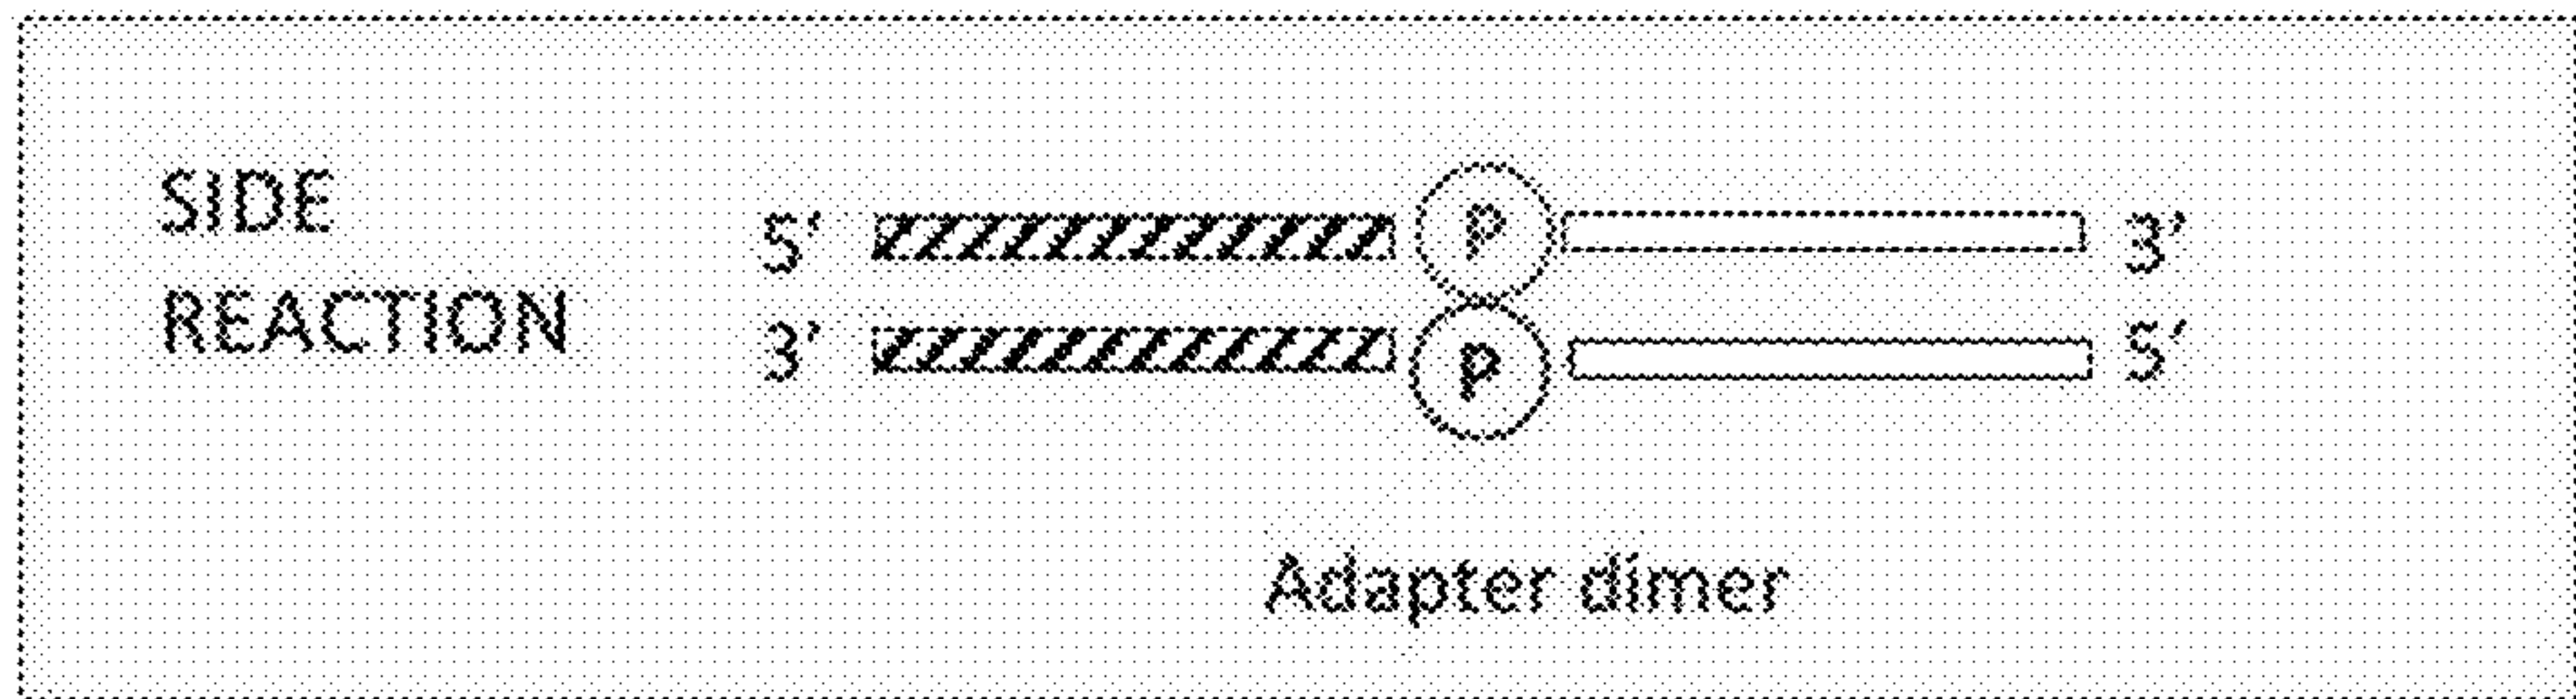 SIDE
REACTION
5' P 3'
3' P 5'
Adapter dimer